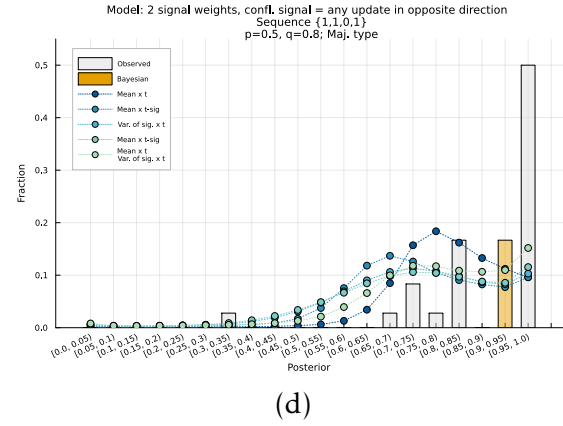 Model: 2 signal weights, confl. signal = any update in opposite direction
Sequence {1,1,0,1}
p=0.5, q=0.8; Maj. type
Observed
Bayesian
Mean x t
Mean x t-sig
Var. of sig. x t
Mean x t-sig
Mean x t
Var. of sig. x t
Fraction
0,5
0,4
0,3
0,2
0,1
0,0
[0.0, 0.05)
[0.05, 0.1)
[0.1, 0.15)
[0.15, 0.2)
[0.2, 0.25)
[0.25, 0.3)
[0.3, 0.35)
[0.35, 0.4)
[0.4, 0.45)
[0.45, 0.5)
[0.5, 0.55)
[0.55, 0.6)
[0.6, 0.65)
[0.65, 0.7)
[0.7, 0.75)
[0.75, 0.8)
[0.8, 0.85)
[0.85, 0.9)
[0.9, 0.95)
[0.95, 1.0)
Posterior
(d)